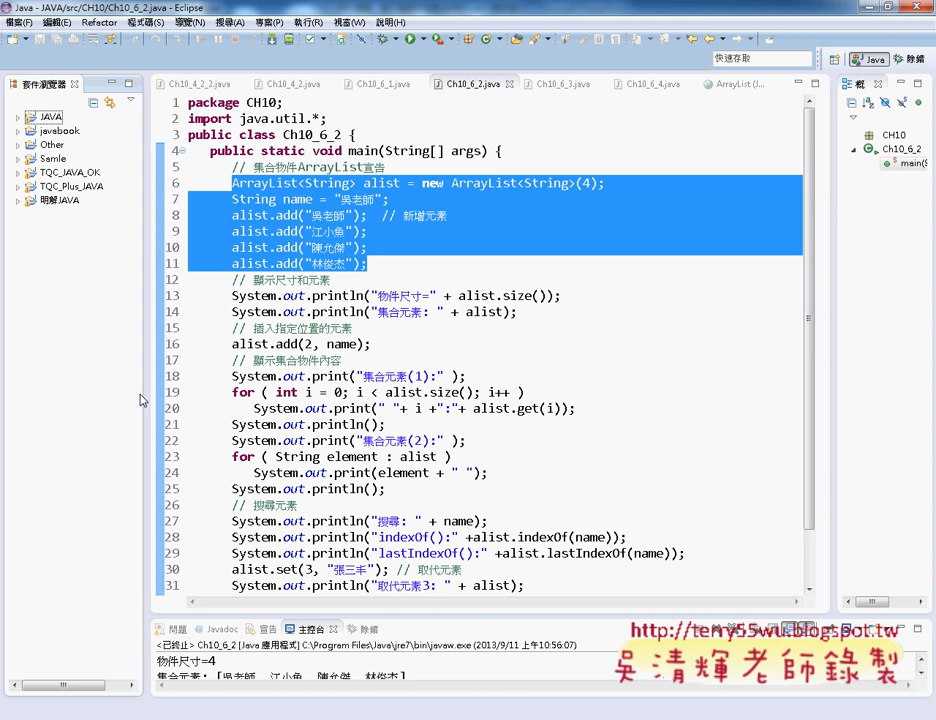 Java - JAVA/src/CH10/Ch10_6_2.java - Eclipse
檔案(F) 編輯(E) Refactor 程式碼(S) 導覽(N) 搜尋(A) 專案(P) 執行(R) 視窗(W) 說明(H)
快速存取 Java 除錯
套件瀏覽器 Ch10_4_2_2.java Ch10_4_2.java Ch10_6_1.java Ch10_6_2.java Ch10_6_3.java Ch10_6_4.java ArrayList (J... 概
JAVA
javabook
Other
Samle
TQC_JAVA_OK
TQC_Plus_JAVA
明解JAVA
1 package CH10;
2 import java.util.*;
3 public class Ch10_6_2 {
4 public static void main(String[] args) {
5 // 集合物件ArrayList宣告
6 ArrayList<String> alist = new ArrayList<String>(4);
7 String name = "吳老師";
8 alist.add("吳老師"); // 新增元素
9 alist.add("江小魚");
10 alist.add("陳允傑");
11 alist.add("林俊杰");
12 // 顯示尺寸和元素
13 System.out.println("物件尺寸=" + alist.size());
14 System.out.println("集合元素: " + alist);
15 // 插入指定位置的元素
16 alist.add(2, name);
17 // 顯示集合物件內容
18 System.out.print("集合元素(1):" );
19 for ( int i = 0; i < alist.size(); i++ )
20 System.out.print(" "+ i +":"+ alist.get(i));
21 System.out.println();
22 System.out.print("集合元素(2):" );
23 for ( String element : alist )
24 System.out.print(element + " ");
25 System.out.println();
26 // 搜尋元素
27 System.out.println("搜尋: " + name);
28 System.out.println("indexOf():" +alist.indexOf(name));
29 System.out.println("lastIndexOf():" +alist.lastIndexOf(name));
30 alist.set(3, "張三丰"); // 取代元素
31 System.out.println("取代元素3: " + alist);
CH10
Ch10_6_2
main(S
問題 Javadoc 宣告 主控台 除錯
<已終止> Ch10_6_2 [Java 應用程式] C:\Program Files\Java\jre7\bin\javaw.exe (2013/9/11 上午10:56:07)
物件尺寸=4
集合元素: [吳老師, 江小魚, 陳允傑, 林俊杰]
http://terry55wu.blogspot.tw
吳清輝老師錄製